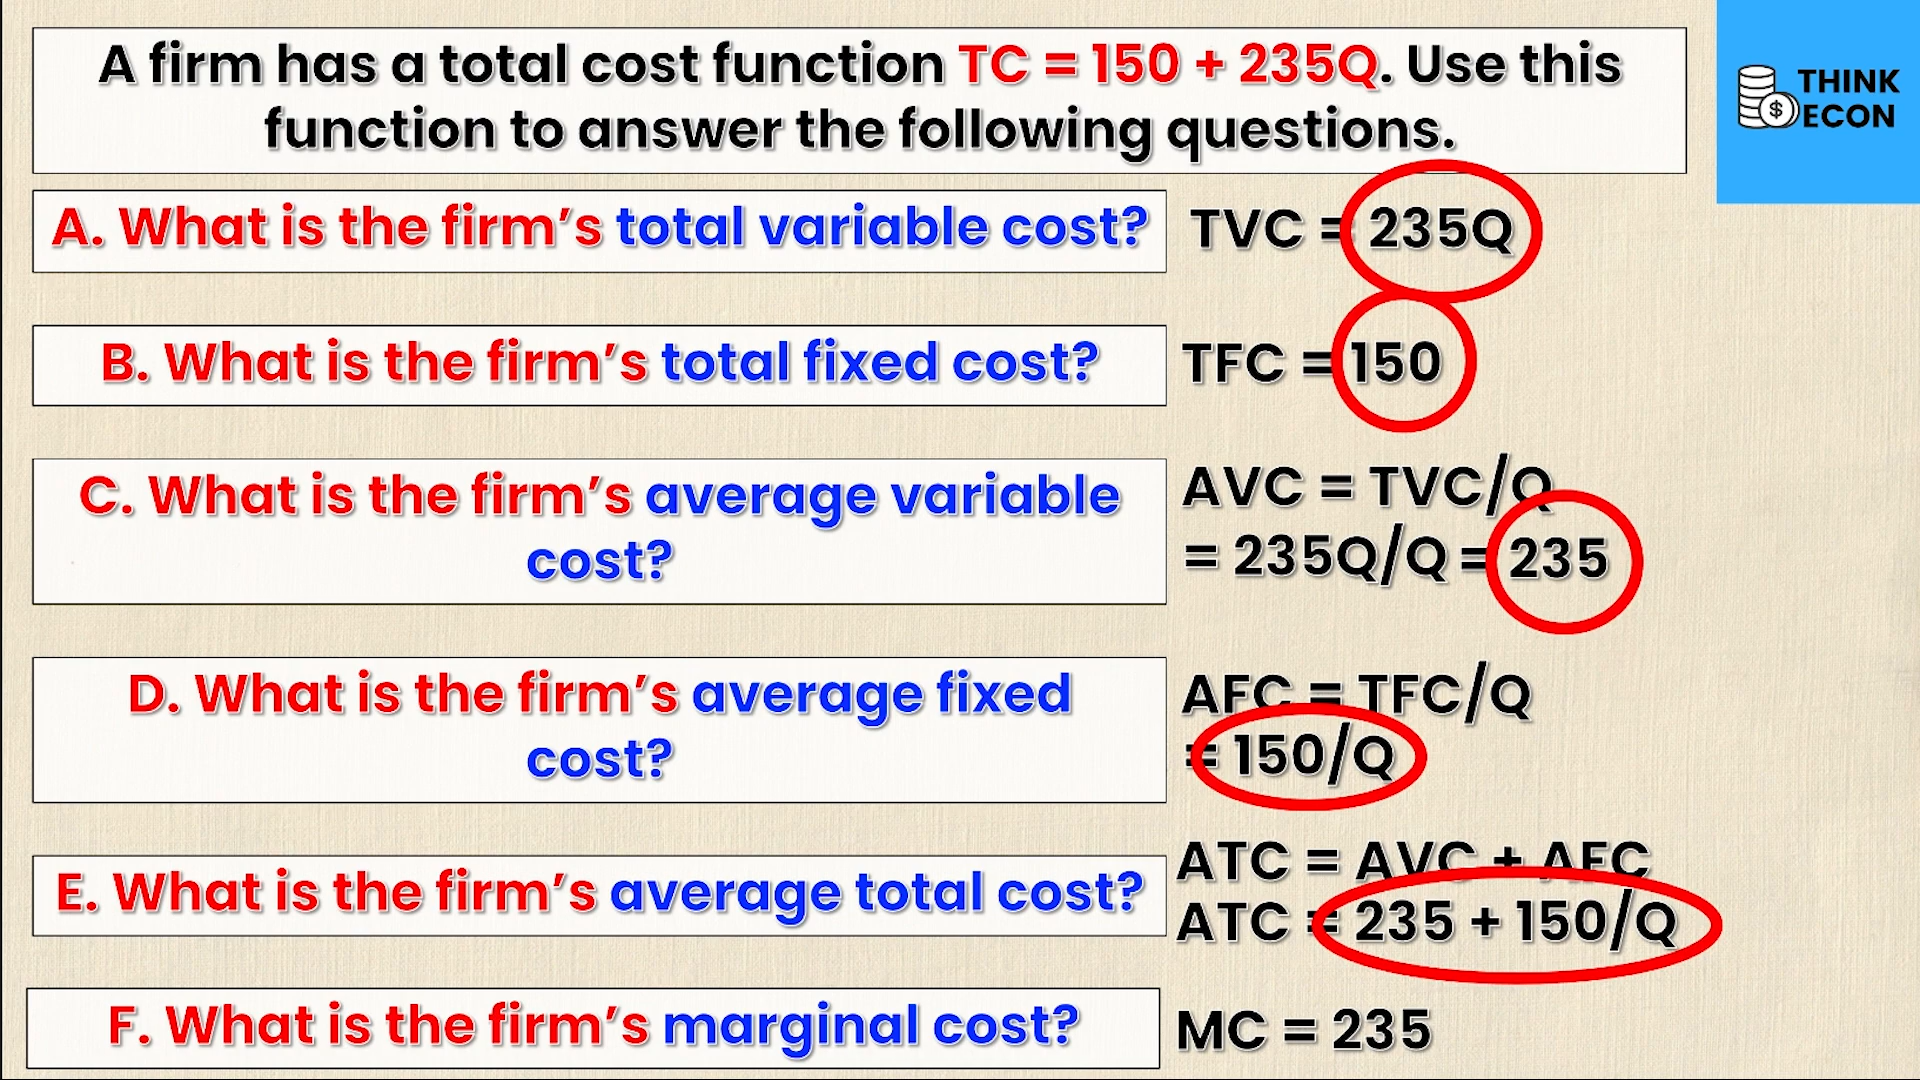 A firm has a total cost function TC = 150 + 235Q. Use this
function to answer the following questions.
THINK
ECON
$
A. What is the firm's total variable cost?
TVC = 235Q
B. What is the firm's total fixed cost?
TFC = 150
C. What is the firm's average variable
cost?
AVC = TVC/Q
= 235Q/Q = 235
D. What is the firm's average fixed
cost?
AFC = TFC/Q
= 150/Q
E. What is the firm's average total cost?
ATC = AVC + AFC
ATC = 235 + 150/Q
F. What is the firm's marginal cost?
MC = 235